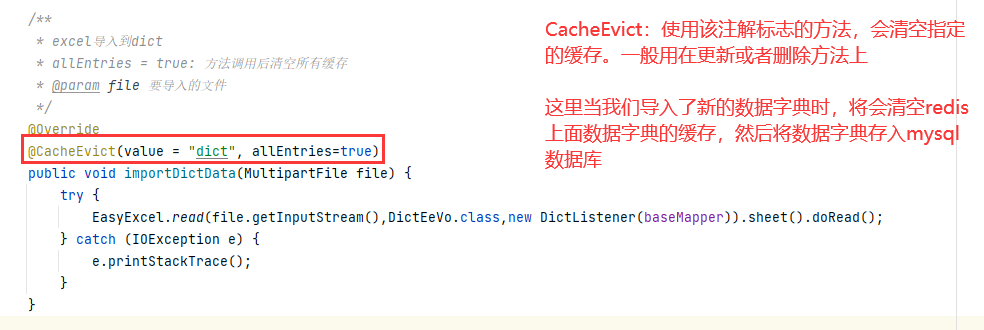 /**
* excel导入到dict
* allEntries = true: 方法调用后清空所有缓存
* @param file 要导入的文件
*/
@Override
@CacheEvict(value = "dict", allEntries=true)
public void importDictData(MultipartFile file) {
try {
EasyExcel.read(file.getInputStream(),DictEeVo.class,new DictListener(baseMapper)).sheet().doRead();
} catch (IOException e) {
e.printStackTrace();
}
}
CacheEvict：使用该注解标志的方法，会清空指定
的缓存。一般用在更新或者删除方法上
这里当我们导入了新的数据字典时，将会清空redis
上面数据字典的缓存，然后将数据字典存入mysql
数据库